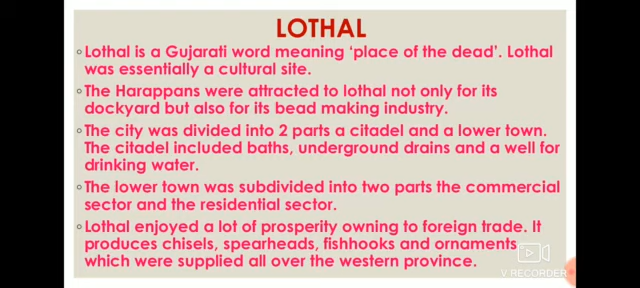 LOTHAL
Lothal is a Gujarati word meaning ‘place of the dead’. Lothal
was essentially a cultural site.
The Harappans were attracted to lothal not only for its
dockyard but also for its bead making industry.
The city was divided into 2 parts a citadel and a lower town.
The citadel included baths, underground drains and a well for
drinking water.
The lower town was subdivided into two parts the commercial
sector and the residential sector.
Lothal enjoyed a lot of prosperity owning to foreign trade. It
produces chisels, spearheads, fishhooks and ornaments
which were supplied all over the western province.
V RECORDER